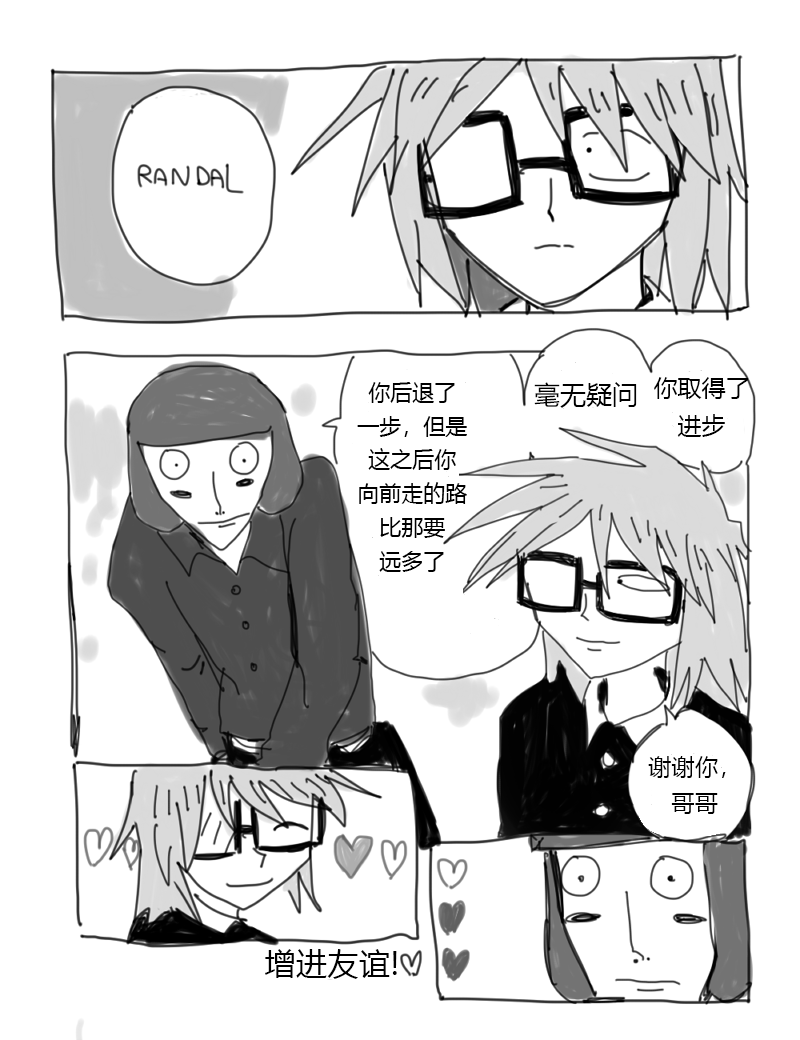 RANDAL
你后退了
一步，但是
这之后你
向前走的路
比那要
远多了
毫无疑问
你取得了
进步
谢谢你，
哥哥
增进友谊!♡